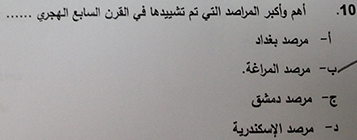 10. أهم وأكبر المراصد التي تم تشييدها في القرن السابع الهجري ......
أ- مرصد بغداد
ب- مرصد المراغة.
ج- مرصد دمشق
د- مرصد الإسكندرية